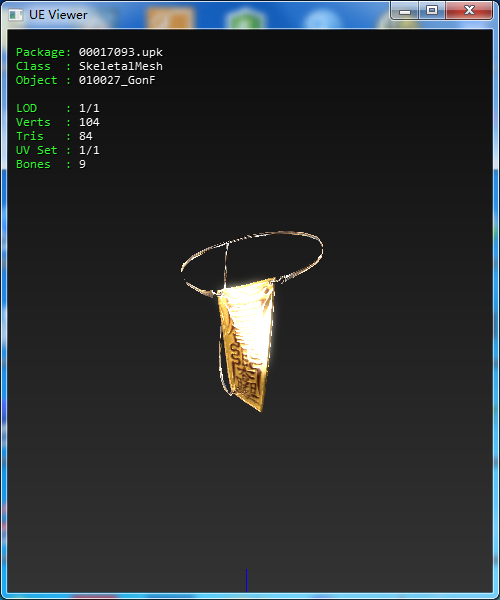 UE Viewer
Package: 00017093.upk
Class : SkeletalMesh
Object : 010027_GonF
LOD : 1/1
Verts : 104
Tris : 84
UV Set : 1/1
Bones : 9